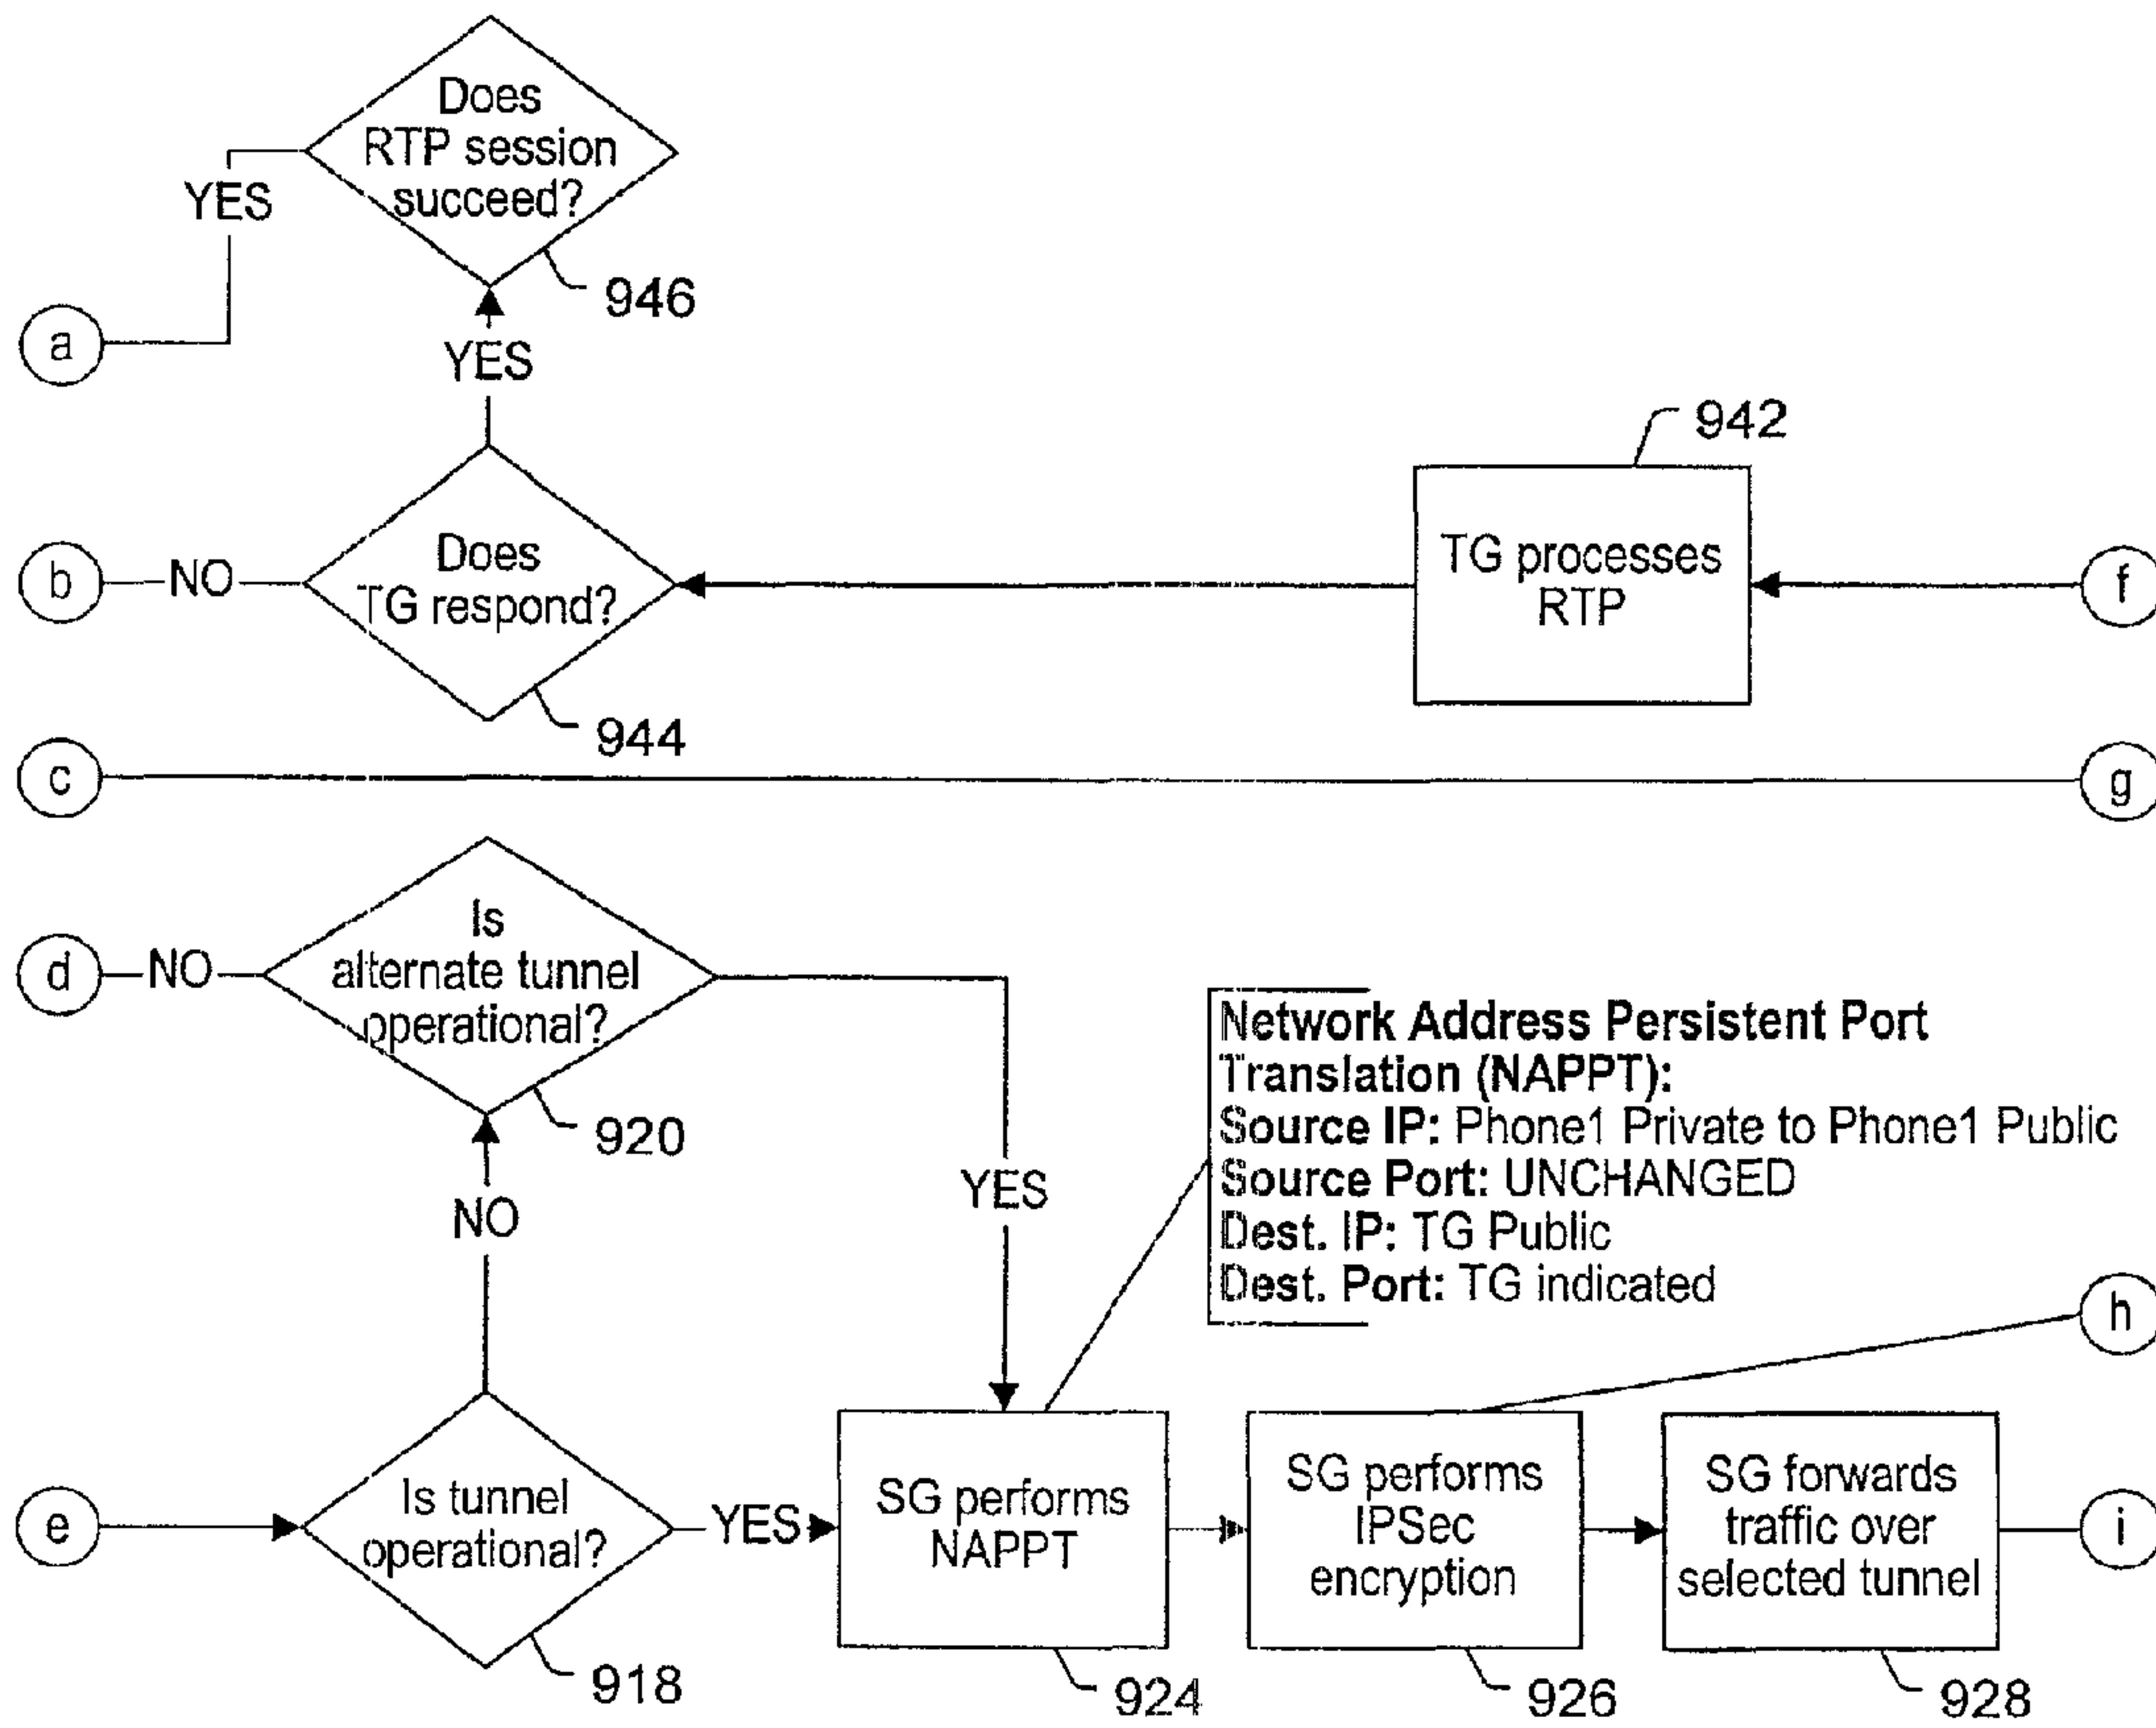 Does
RTP session
succeed?
YES
946
a
YES
942
b
NO
Does
TG respond?
TG processes
RTP
f
944
c
g
d
NO
Is
alternate tunnel
operational?
920
YES
Network Address Persistent Port
Translation (NAPPT):
Source IP: Phone1 Private to Phone1 Public
Source Port: UNCHANGED
Dest. IP: TG Public
Dest. Port: TG indicated
NO
h
e
Is tunnel
operational?
YES
SG performs
NAPPT
SG performs
IPSec
encryption
SG forwards
traffic over
selected tunnel
i
918
924
926
928